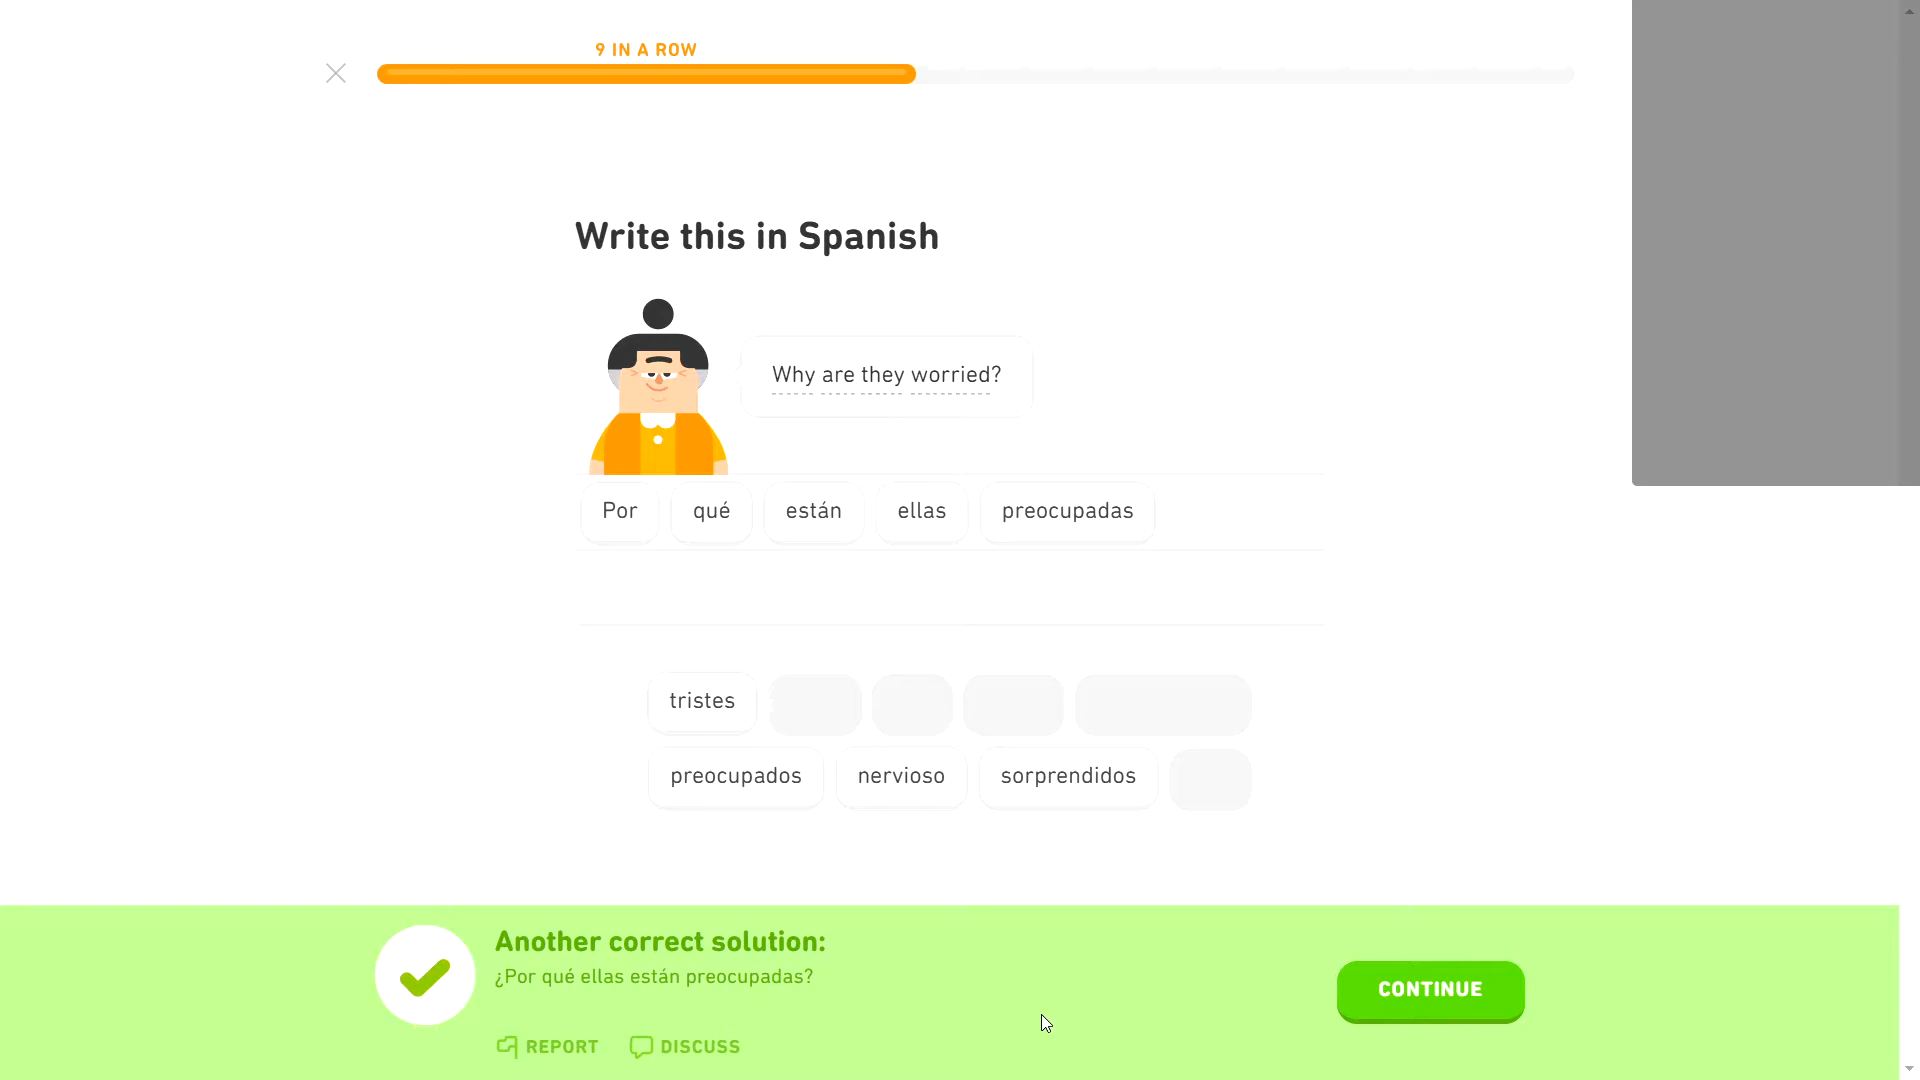 9 IN A ROW
Write this in Spanish
Why are they worried?
Por qué están ellas preocupadas
tristes
preocupados nervioso sorprendidos
Another correct solution:
¿Por qué ellas están preocupadas?
CONTINUE
REPORT DISCUSS